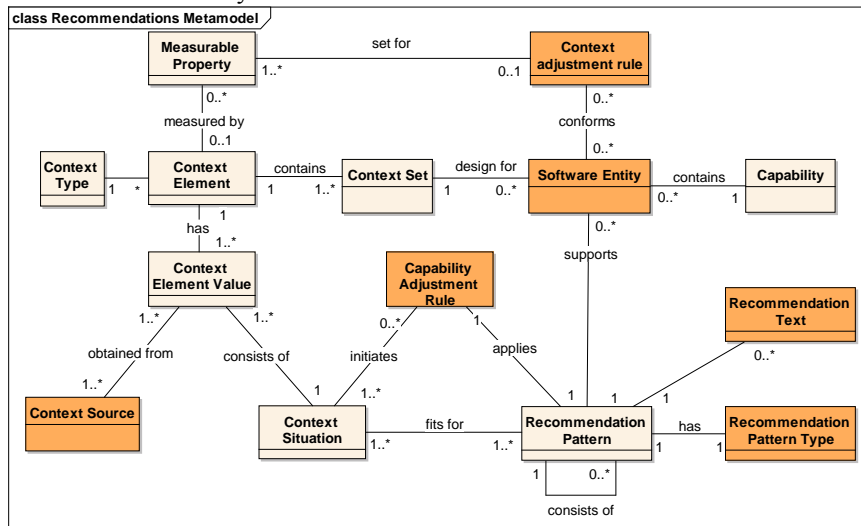 class Recommendations Metamodel
Measurable
Property
set for
1..*
0..1
Context
adjustment rule
0..*
measured by
0..1
0..*
conforms
0..*
Context
Type
1
*
Context
Element
contains
1
1..*
Context Set
design for
1
0..*
Software Entity
contains
0..*
1
Capability
1
has
1..*
0..*
supports
Context
Element Value
Capability
Adjustment
Rule
Recommendation
Text
1..*
1..*
0..*
1
0..*
obtained from
consists of
initiates
applies
1..*
1
1..*
1
1
1
Context Source
Context
Situation
fits for
1..*
1..*
Recommendation
Pattern
has
1
1
Recommendation
Pattern Type
1
0..*
consists of